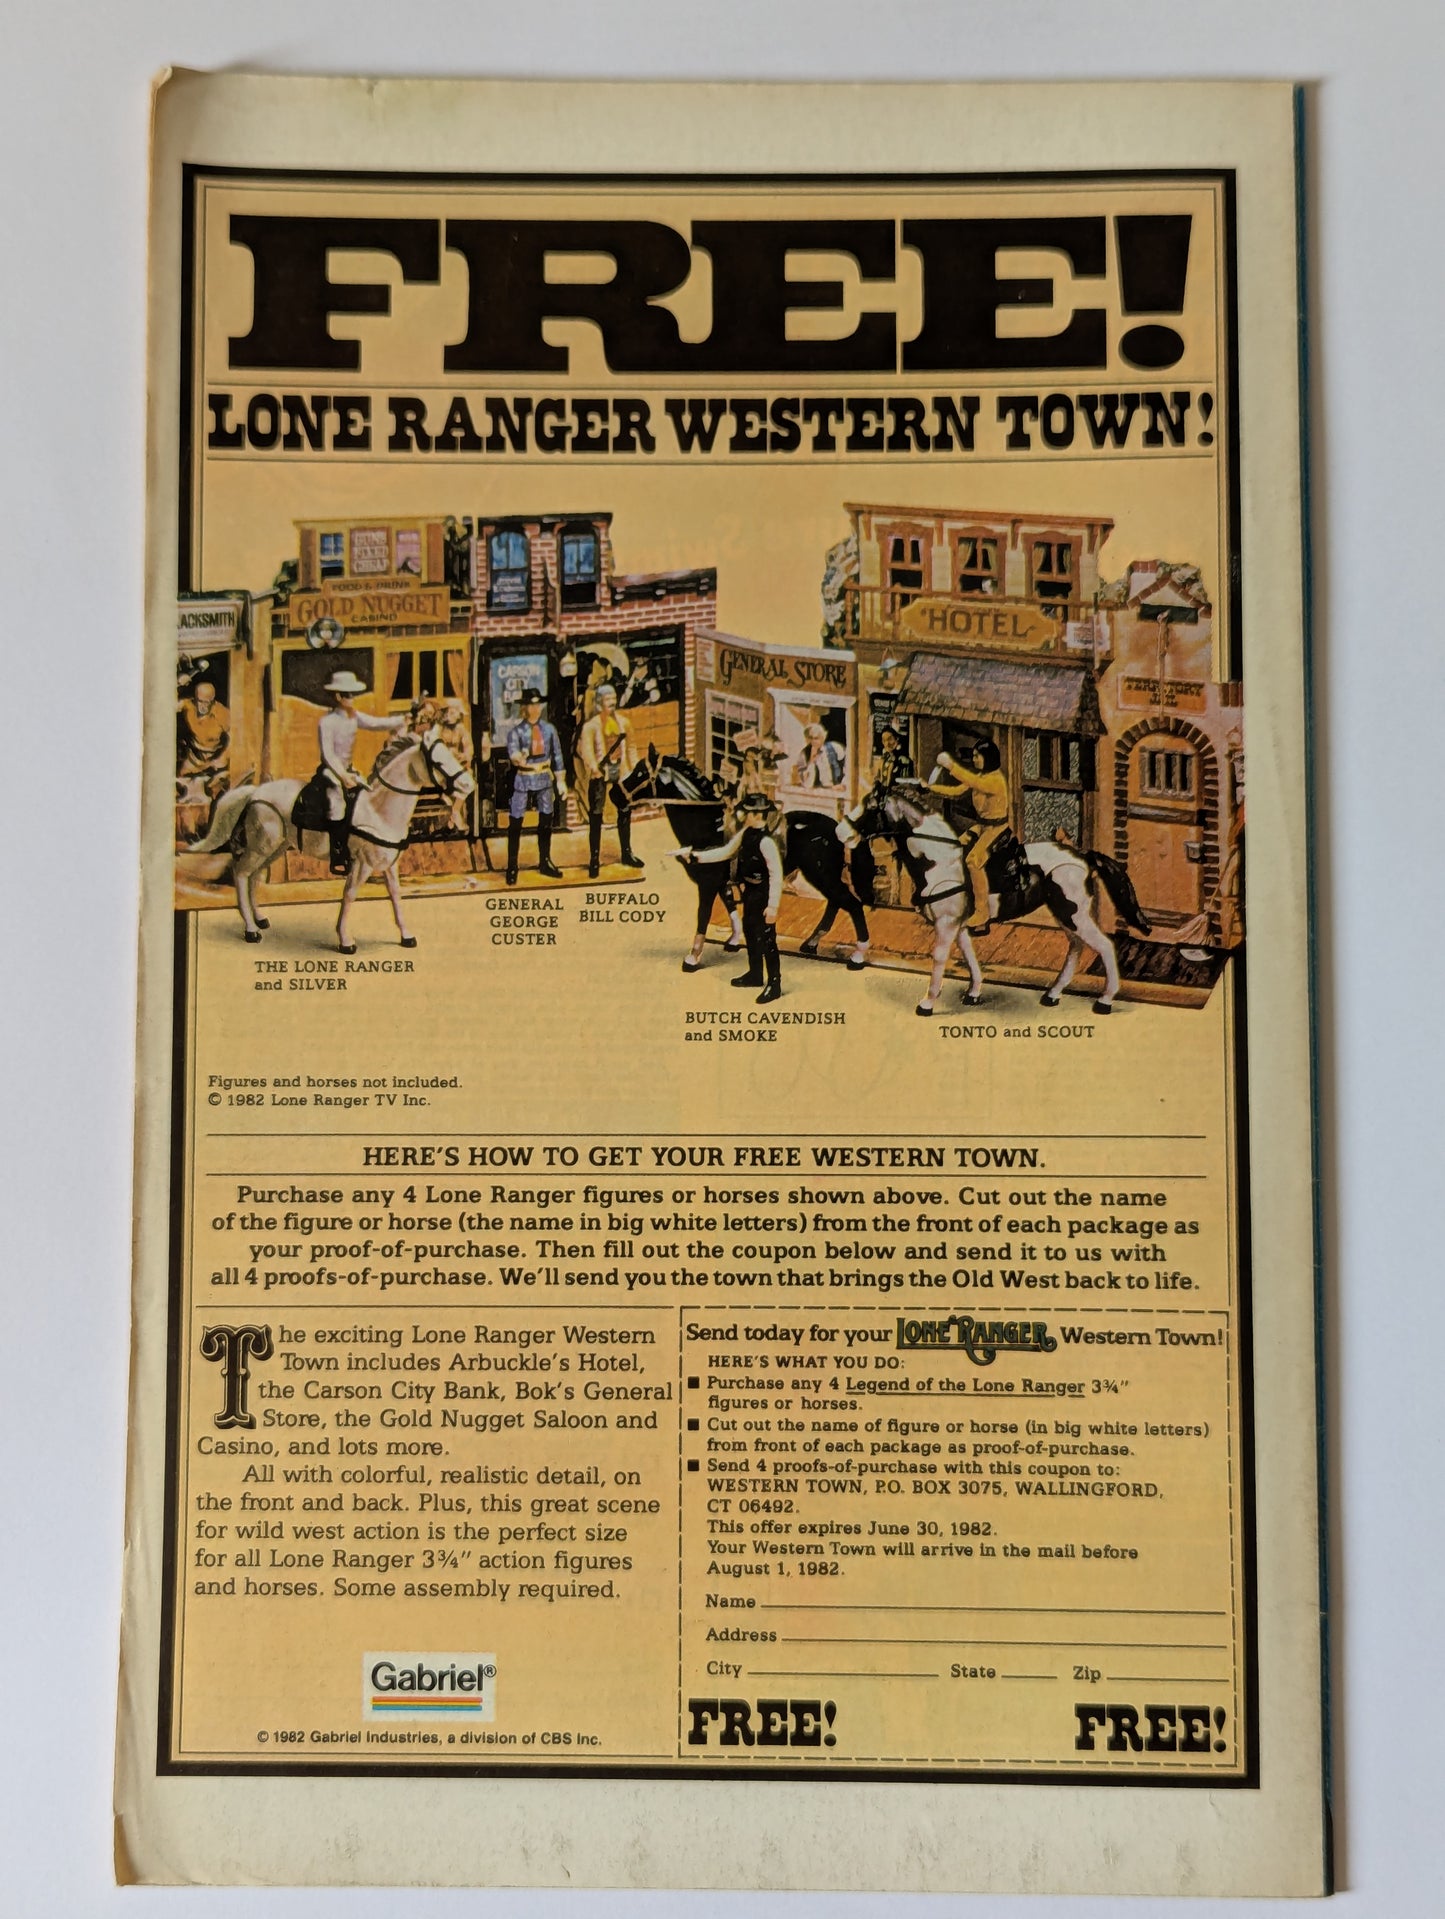 FREE!
LONE RANGER WESTERN TOWN!
ACKSMITH
FOOD & DRINK
GOLD NUGGET
CASINO
CARSON
CITY
GENERAL STORE
HOTEL
TERRITORY
JAIL
GENERAL
GEORGE
CUSTER
BUFFALO
BILL CODY
THE LONE RANGER
and SILVER
BUTCH CAVENDISH
and SMOKE
TONTO and SCOUT
Figures and horses not included.
© 1982 Lone Ranger TV Inc.
HERE'S HOW TO GET YOUR FREE WESTERN TOWN.
Purchase any 4 Lone Ranger figures or horses shown above. Cut out the name
of the figure or horse (the name in big white letters) from the front of each package as
your proof-of-purchase. Then fill out the coupon below and send it to us with
all 4 proofs-of-purchase. We'll send you the town that brings the Old West back to life.
The exciting Lone Ranger Western
Town includes Arbuckle's Hotel,
the Carson City Bank, Bok's General
Store, the Gold Nugget Saloon and
Casino, and lots more.
All with colorful, realistic detail, on
the front and back. Plus, this great scene
for wild west action is the perfect size
for all Lone Ranger 3¾" action figures
and horses. Some assembly required.
Gabriel®
© 1982 Gabriel Industries, a division of CBS Inc.
Send today for your LONE RANGER Western Town!
HERE'S WHAT YOU DO:
■ Purchase any 4 Legend of the Lone Ranger 3¾"
figures or horses.
■ Cut out the name of figure or horse (in big white letters)
from front of each package as proof-of-purchase.
■ Send 4 proofs-of-purchase with this coupon to:
WESTERN TOWN, P.O. BOX 3075, WALLINGFORD,
CT 06492.
This offer expires June 30, 1982.
Your Western Town will arrive in the mail before
August 1, 1982.
Name
Address
City State Zip
FREE! FREE!